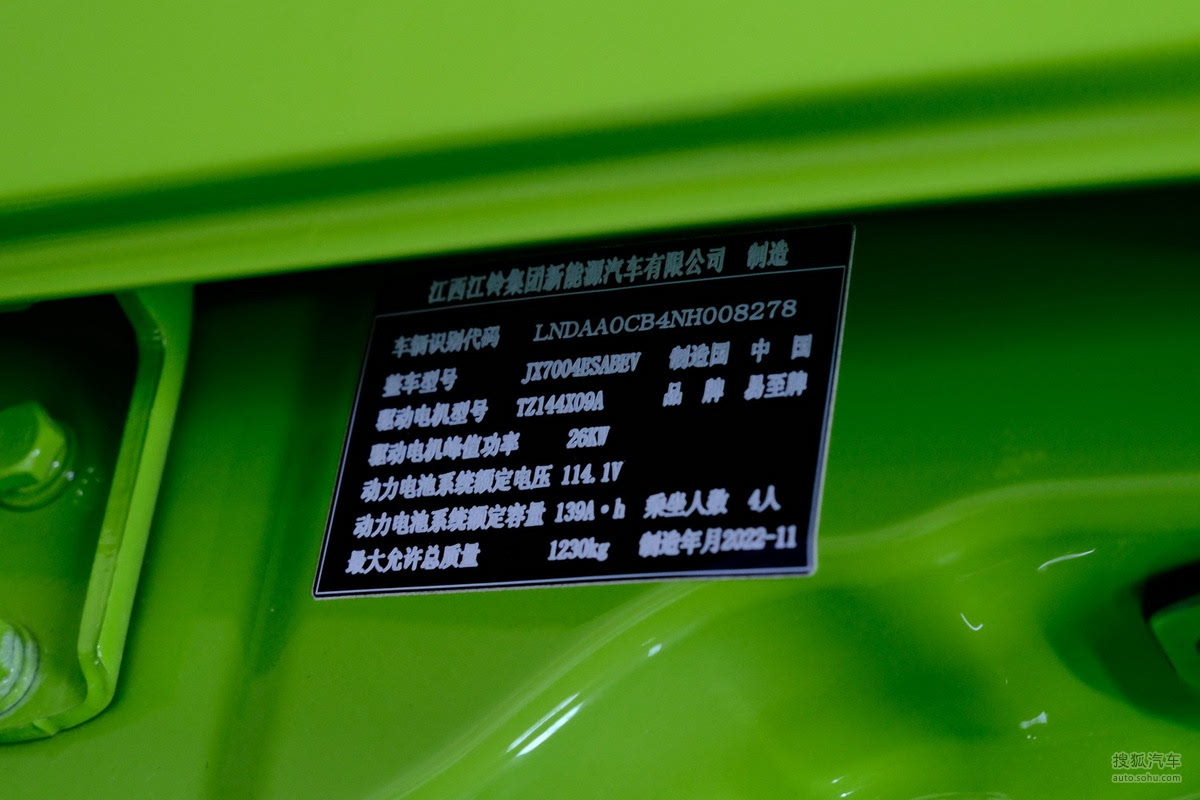 江西江铃集团新能源汽车有限公司 制造
车辆识别代码 LNDAA0CB4NH008278
整车型号 JX7004ESABEV 制造国 中 国
驱动电机型号 TZ144X09A 品 牌 易至牌
驱动电机峰值功率 26KW
动力电池系统额定电压 114.1V
动力电池系统额定容量 139A·h 乘坐人数 4人
最大允许总质量 1230kg 制造年月2022-11
搜狐汽车
auto.sohu.com